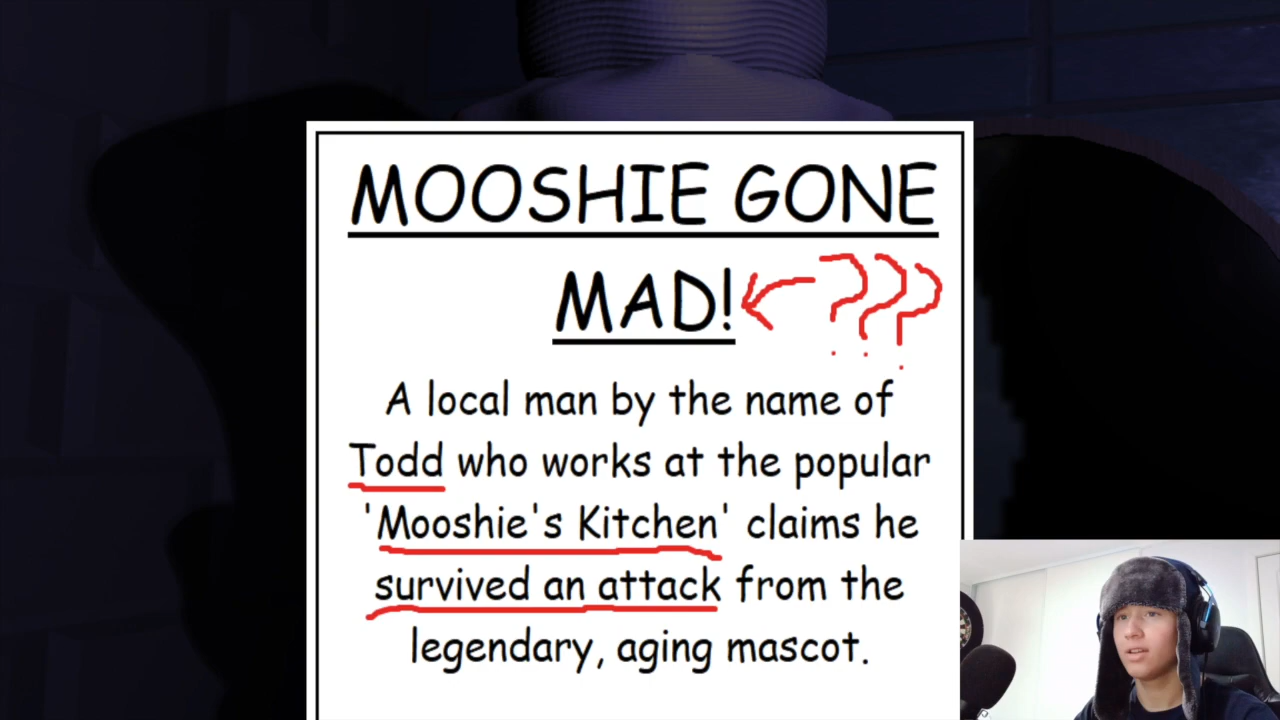 MOOSHIE GONE
MAD! ???
A local man by the name of
Todd who works at the popular
'Mooshie's Kitchen' claims he
survived an attack from the
legendary, aging mascot.